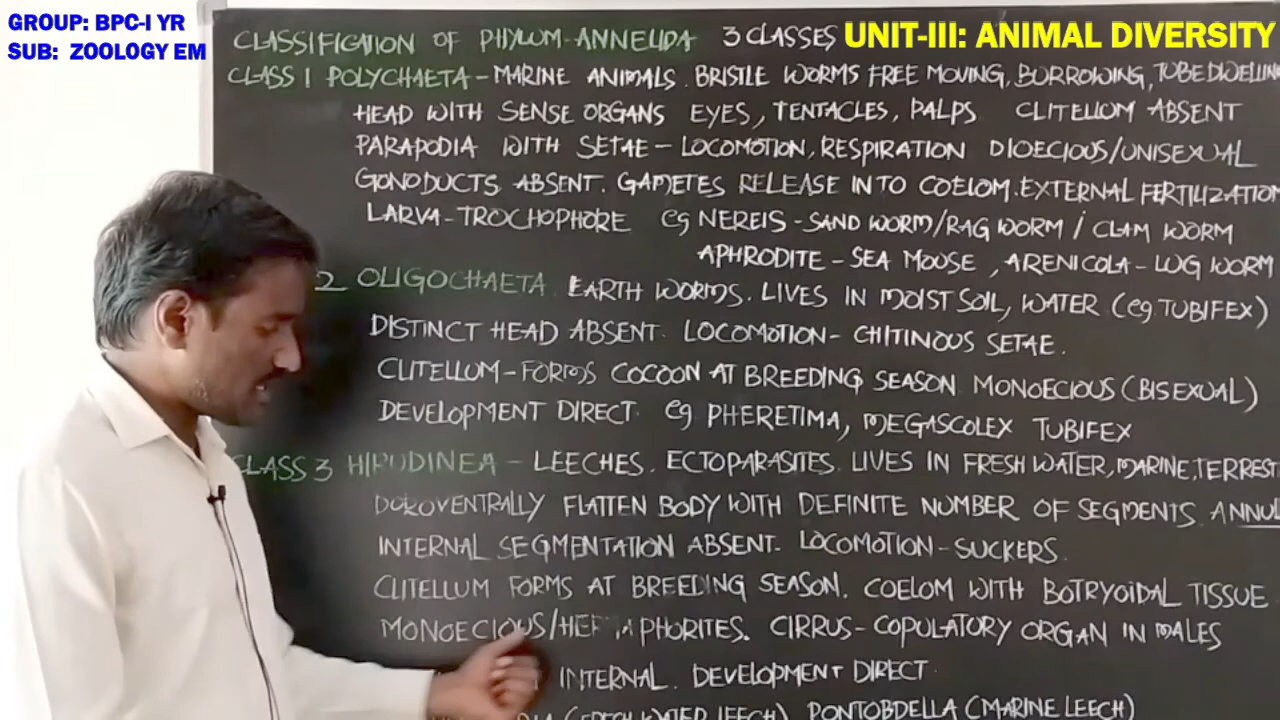 GROUP: BPC-I YR
SUB: ZOOLOGY EM
UNIT-III: ANIMAL DIVERSITY
CLASSIFICATION OF PHYLUM-ANNELIDA 3 CLASSES
CLASS 1 POLYCHAETA - MARINE ANIMALS. BRISTLE WORMS FREE MOVING, BURROWING, TUBEDWELLIN
HEAD WITH SENSE ORGANS EYES, TENTACLES, PALPS CLITELLUM ABSENT
PARAPODIA WITH SETAE - LOCOMOTION, RESPIRATION DIOECIOUS/UNISEXUAL
GONODUCTS ABSENT. GAMETES RELEASE INTO COELOM. EXTERNAL FERTILIZATION
LARVA - TROCHOPHORE eg NEREIS - SAND WORM/RAG WORM / CLAM WORM
APHRODITE - SEA MOUSE, ARENICOLA - LUG WORM
2 OLIGOCHAETA EARTH WORMS. LIVES IN MOIST SOIL, WATER (eg TUBIFEX)
DISTINCT HEAD ABSENT. LOCOMOTION - CHITINOUS SETAE.
CLITELLUM - FORMS COCOON AT BREEDING SEASON MONOECIOUS (BISEXUAL)
DEVELOPMENT DIRECT. eg PHERETIMA, MEGASCOLEX TUBIFEX
CLASS 3 HIRUDINEA - LEECHES. ECTOPARASITES. LIVES IN FRESH WATER, MARINE, TERREST
DOROVENTRALLY FLATTEN BODY WITH DEFINITE NUMBER OF SEGMENTS ANNUL
INTERNAL SEGMENTATION ABSENT. LOCOMOTION - SUCKERS.
CLITELLUM FORMS AT BREEDING SEASON. COELOM WITH BOTRYOIDAL TISSUE
MONOECIOUS/ PHORITES. CIRRUS - COPULATORY ORGAN IN MALES
INTERNAL. DEVELOPMENT DIRECT
LEECH) PONTOBDELLA (MARINE LEECH)